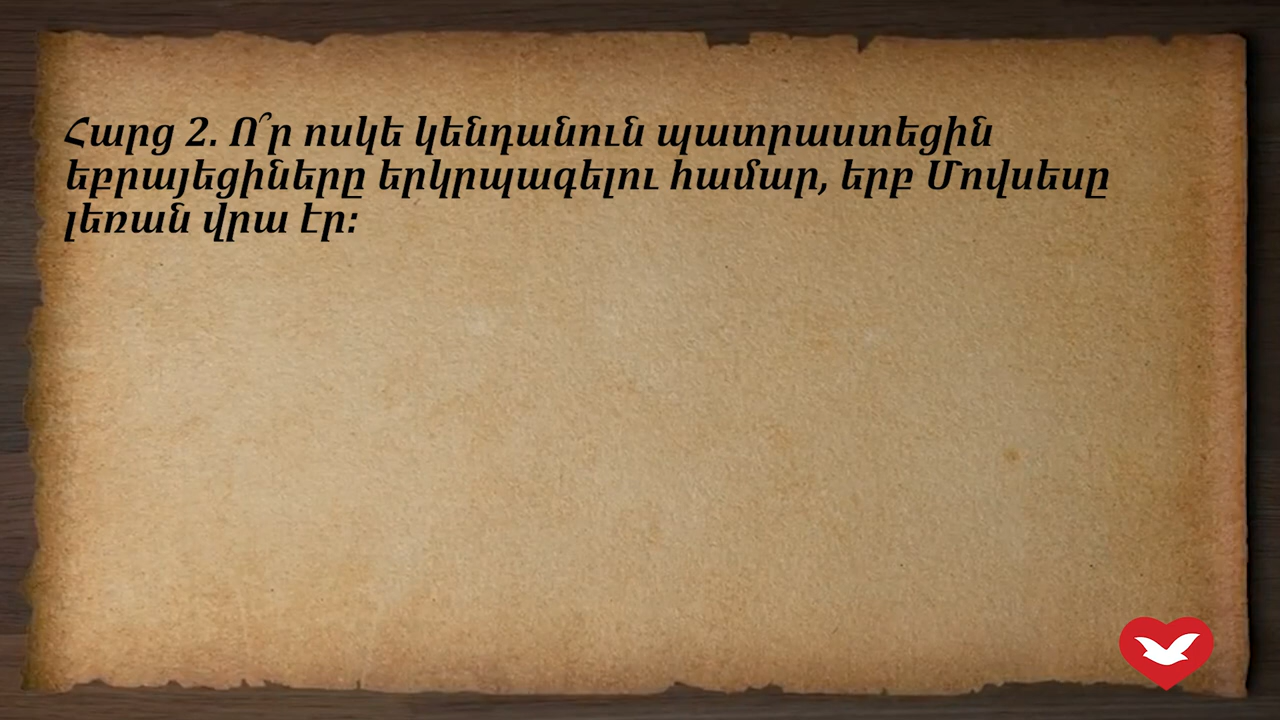 Հարց 2. Ո՞ր ոսկե կենդանուն պատրաստեցին
եբրայեցիները երկրպագելու համար, երբ Մովսեսը
լեռան վրա էր: